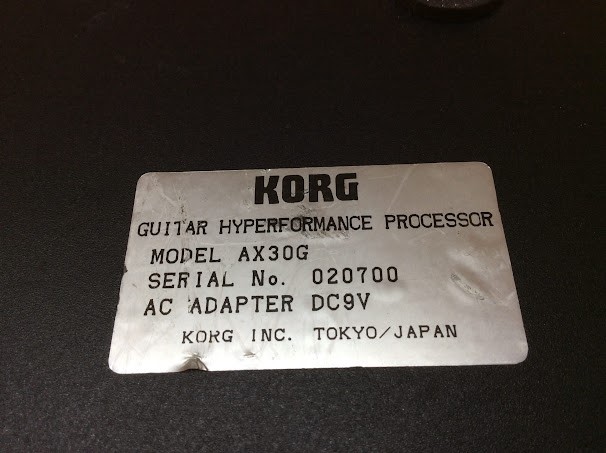 KORG
GUITAR HYPERFORMANCE PROCESSOR
MODEL AX30G
SERIAL No. 020700
AC ADAPTER DC9V
KORG INC. TOKYO/JAPAN